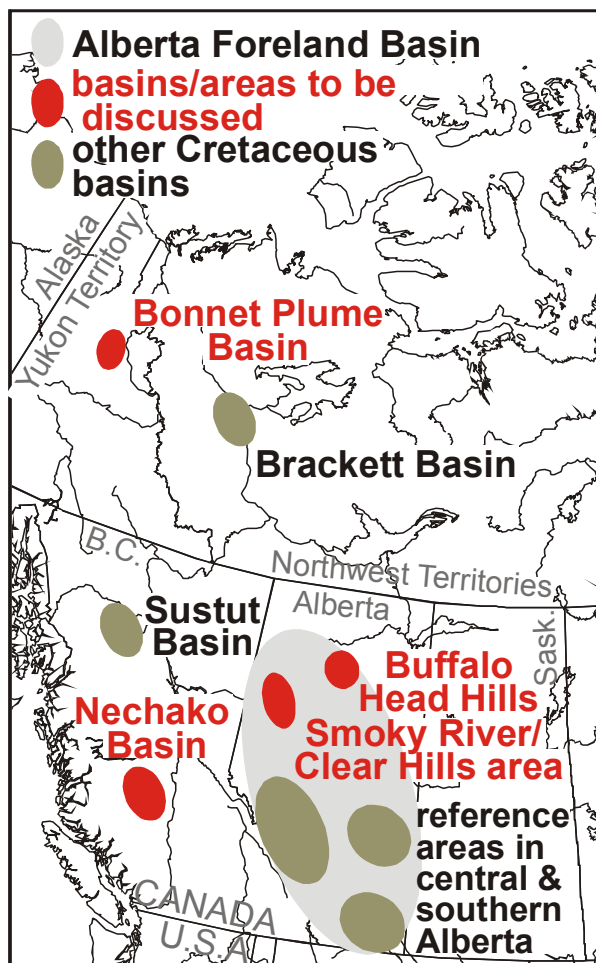 Alberta Foreland Basin
basins/areas to be
discussed
other Cretaceous
basins
Alaska
Yukon Territory
Bonnet Plume
Basin
Brackett Basin
B.C.
Northwest Territories
Alberta
Sask.
Sustut
Basin
Buffalo
Head Hills
Nechako
Basin
Smoky River/
Clear Hills area
reference
areas in
central &
southern
Alberta
CANADA
U.S.A